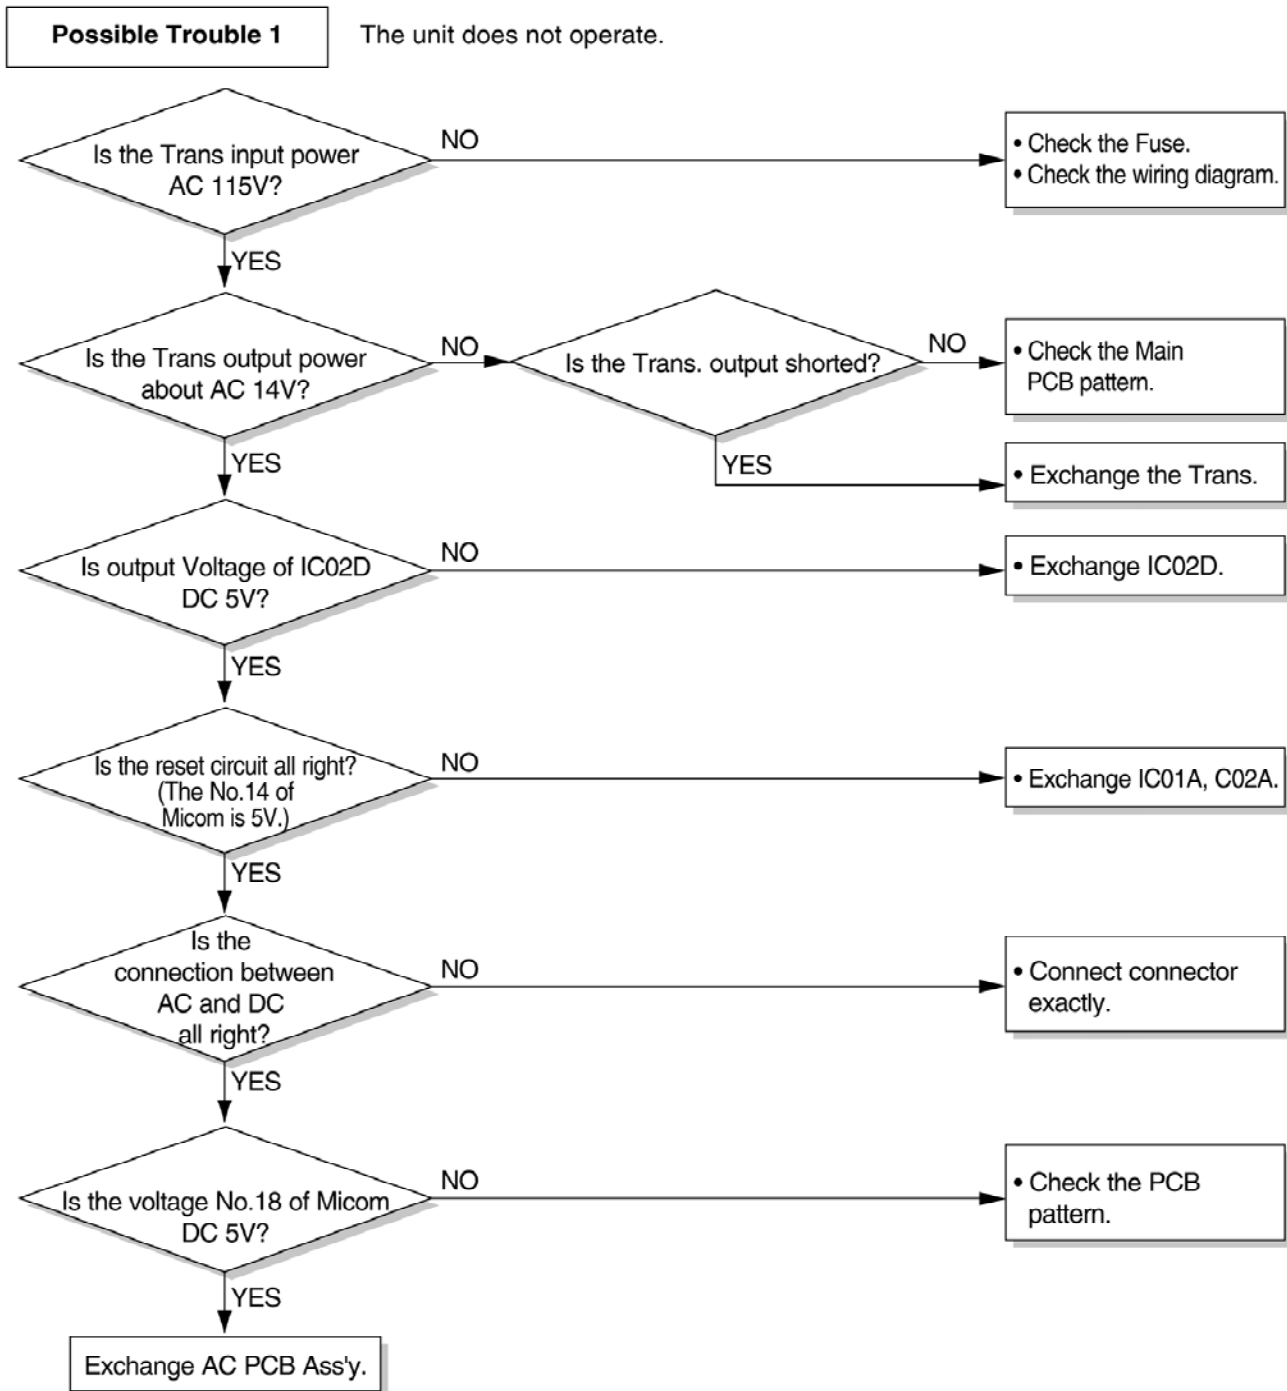 Possible Trouble 1
The unit does not operate.
Is the Trans input power
AC 115V?
NO
• Check the Fuse.
• Check the wiring diagram.
YES
Is the Trans output power
about AC 14V?
NO
Is the Trans. output shorted?
NO
• Check the Main
PCB pattern.
YES
• Exchange the Trans.
YES
Is output Voltage of IC02D
DC 5V?
NO
• Exchange IC02D.
YES
Is the reset circuit all right?
(The No.14 of
Micom is 5V.)
NO
• Exchange IC01A, C02A.
YES
Is the
connection between
AC and DC
all right?
NO
• Connect connector
exactly.
YES
Is the voltage No.18 of Micom
DC 5V?
NO
• Check the PCB
pattern.
YES
Exchange AC PCB Ass'y.